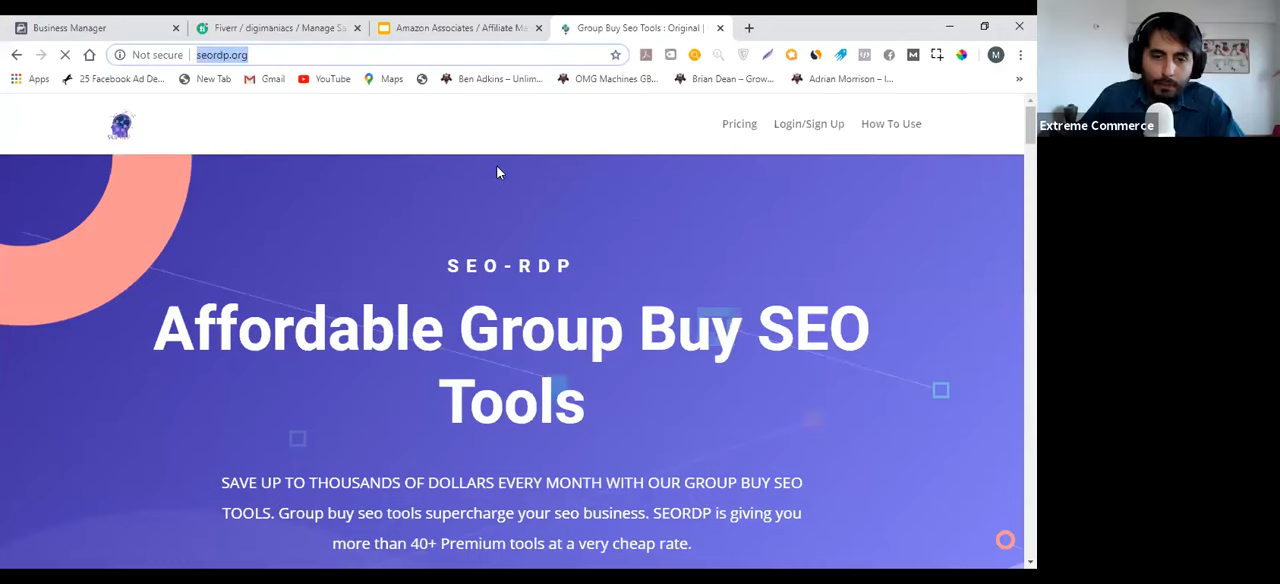 Business Manager
Fiverr / digimaniacs / Manage Sa
Amazon Associates / Affiliate Ma
Group Buy Seo Tools : Original |
Not secure
seordp.org
M
Apps
25 Facebook Ad De...
New Tab
Gmail
YouTube
Maps
Ben Adkins – Unlim...
OMG Machines GB...
Brian Dean – Grow...
Adrian Morrison – I...
Pricing
Login/Sign Up
How To Use
SEO-RDP
Affordable Group Buy SEO
Tools
SAVE UP TO THOUSANDS OF DOLLARS EVERY MONTH WITH OUR GROUP BUY SEO
TOOLS. Group buy seo tools supercharge your seo business. SEORDP is giving you
more than 40+ Premium tools at a very cheap rate.
Extreme Commerce